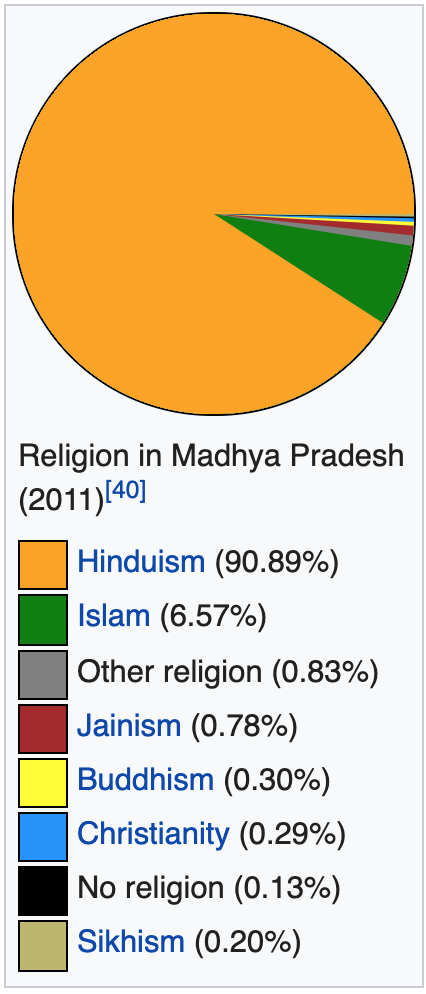 Religion in Madhya Pradesh
(2011)[40]
Hinduism (90.89%)
Islam (6.57%)
Other religion (0.83%)
Jainism (0.78%)
Buddhism (0.30%)
Christianity (0.29%)
No religion (0.13%)
Sikhism (0.20%)